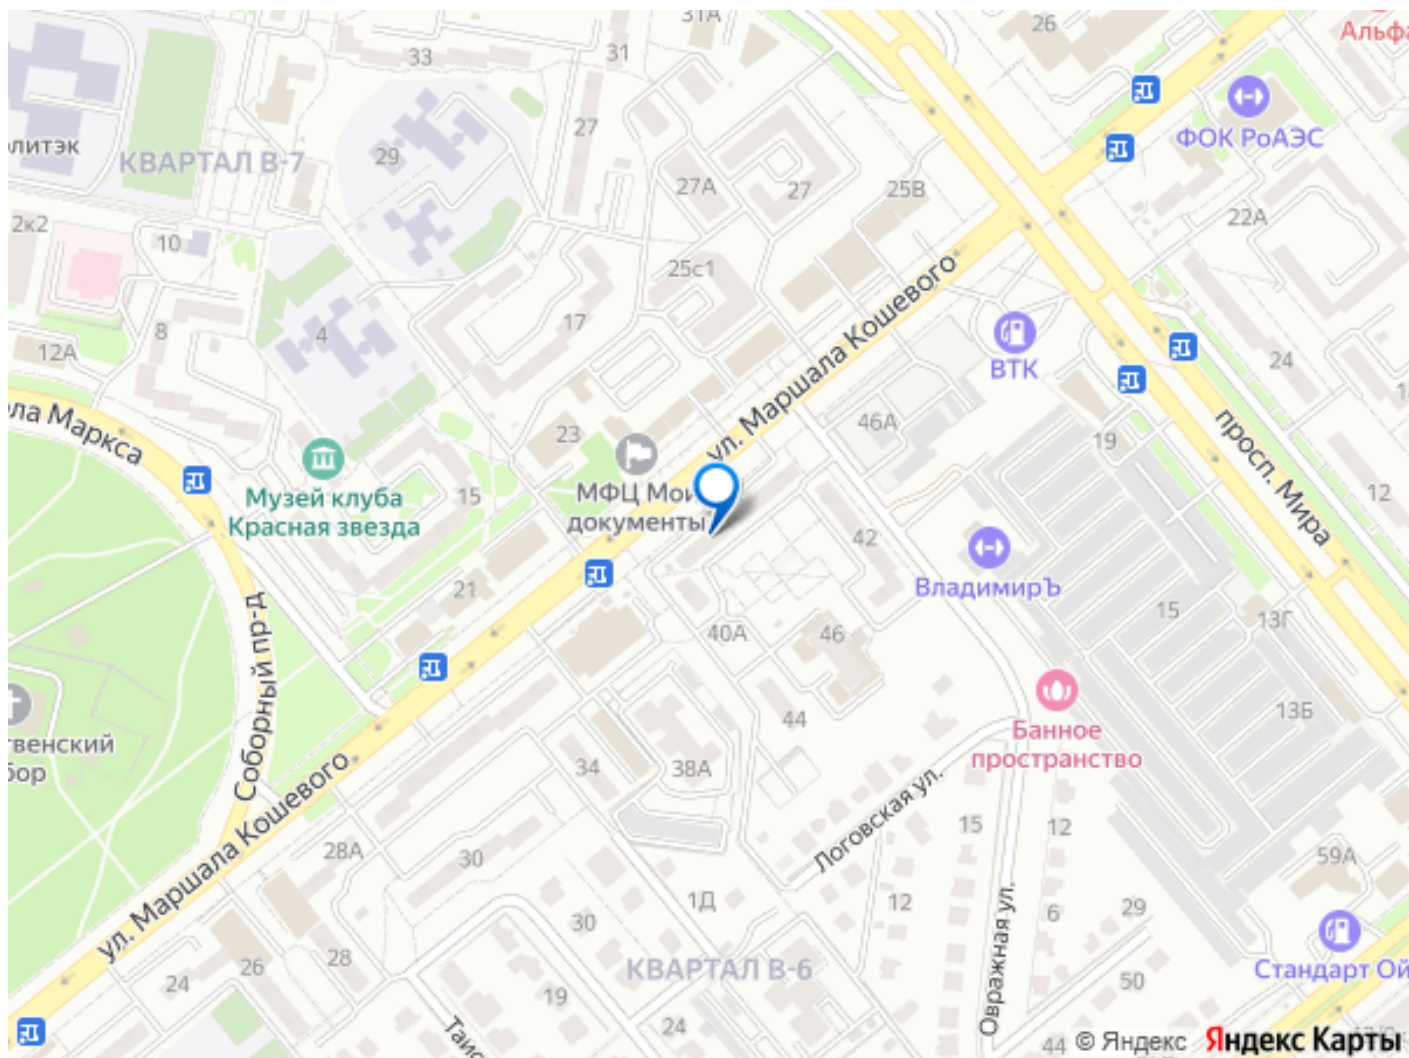 31А
26
Альфа
33
31
ФОК РоАЭС
27
литэк
КВАРТАЛ В-7
29
27А
27
25В
22А
2к2
10
25с1
ул. Маршала Кошевого
17
8
4
12А
ВТК
24
ла Маркса
23
46А
19
просп. Мира
МФЦ Мои
документы
Музей клуба
Красная звезда
15
12
42
ВладимирЪ
21
15
13Г
40А
46
Соборный пр-д
44
13Б
Банное
пространство
твенский
бор
34
38А
Логовская ул.
ул. Маршала Кошевого
28А
30
15
12
59А
1Д
12
6
29
30
Овражная ул.
26
28
24
КВАРТАЛ В-6
Стандарт Ой
19
50
24
Таис
44
© Яндекс
Яндекс Карты